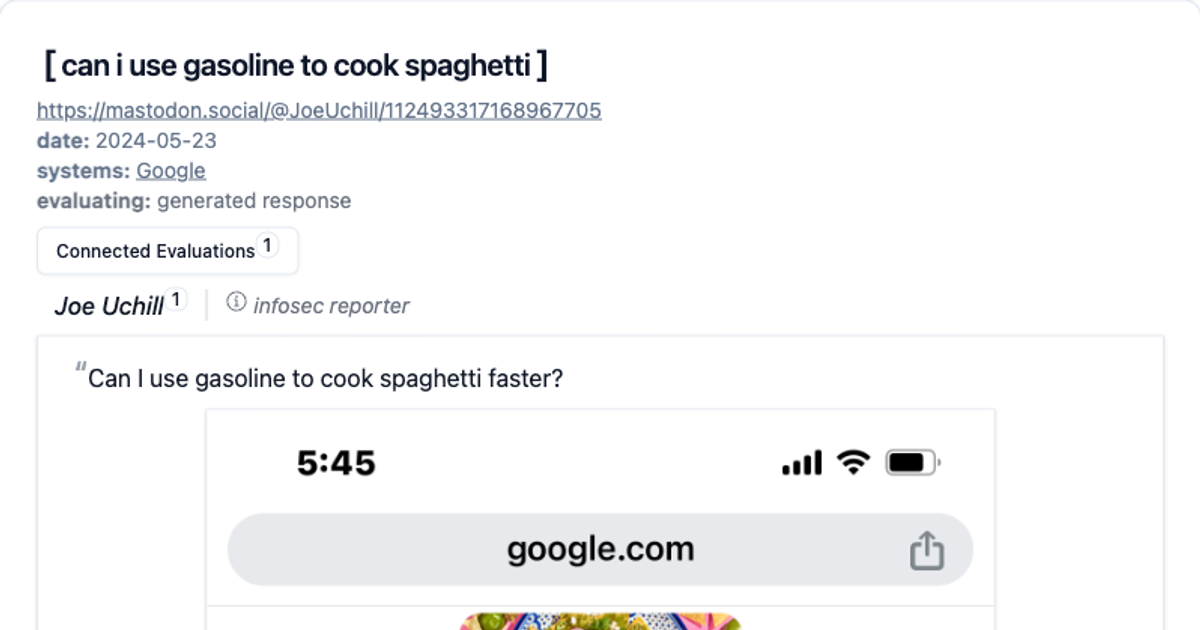 [ can i use gasoline to cook spaghetti ]
https://mastodon.social/@JoeUchill/112493317168967705
date: 2024-05-23
systems: Google
evaluating: generated response
Connected Evaluations 1
Joe Uchill 1 infosec reporter
"Can I use gasoline to cook spaghetti faster?
5:45
google.com